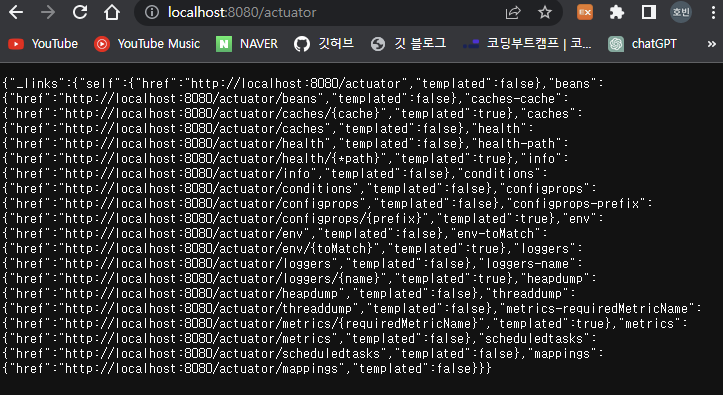 localhost:8080/actuator
EX
호빈
YouTube YouTube Music N NAVER 깃허브 깃 블로그 코딩부트캠프 | 코... chatGPT »
{"_links":{"self":{"href":"http://localhost:8080/actuator","templated":false},"beans":
{"href":"http://localhost:8080/actuator/beans","templated":false},"caches-cache":
{"href":"http://localhost:8080/actuator/caches/{cache}","templated":true},"caches":
{"href":"http://localhost:8080/actuator/caches","templated":false},"health":
{"href":"http://localhost:8080/actuator/health","templated":false},"health-path":
{"href":"http://localhost:8080/actuator/health/{*path}","templated":true},"info":
{"href":"http://localhost:8080/actuator/info","templated":false},"conditions":
{"href":"http://localhost:8080/actuator/conditions","templated":false},"configprops":
{"href":"http://localhost:8080/actuator/configprops","templated":false},"configprops-prefix":
{"href":"http://localhost:8080/actuator/configprops/{prefix}","templated":true},"env":
{"href":"http://localhost:8080/actuator/env","templated":false},"env-toMatch":
{"href":"http://localhost:8080/actuator/env/{toMatch}","templated":true},"loggers":
{"href":"http://localhost:8080/actuator/loggers","templated":false},"loggers-name":
{"href":"http://localhost:8080/actuator/loggers/{name}","templated":true},"heapdump":
{"href":"http://localhost:8080/actuator/heapdump","templated":false},"threaddump":
{"href":"http://localhost:8080/actuator/threaddump","templated":false},"metrics-requiredMetricName":
{"href":"http://localhost:8080/actuator/metrics/{requiredMetricName}","templated":true},"metrics":
{"href":"http://localhost:8080/actuator/metrics","templated":false},"scheduledtasks":
{"href":"http://localhost:8080/actuator/scheduledtasks","templated":false},"mappings":
{"href":"http://localhost:8080/actuator/mappings","templated":false}}}